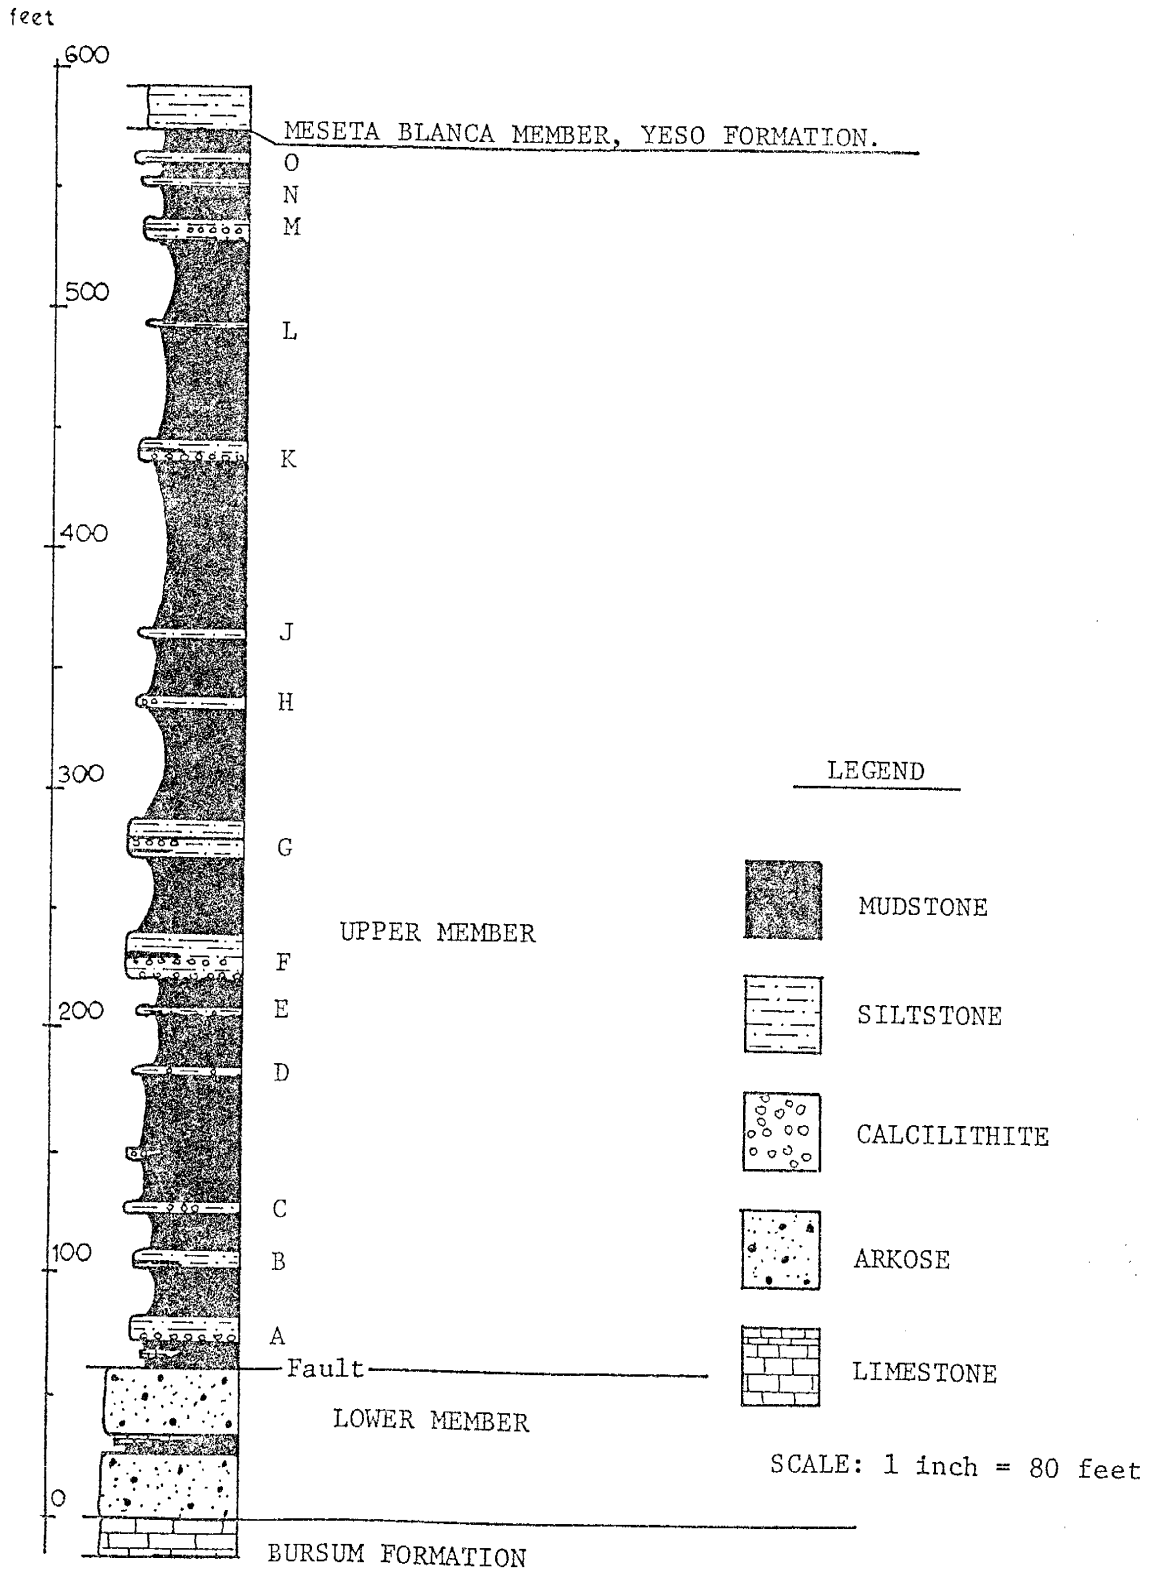 feet
600
MESETA BLANCA MEMBER, YESO FORMATION.
O
N
M
500
L
K
400
J
H
300
LEGEND
G
MUDSTONE
UPPER MEMBER
F
SILTSTONE
200
E
D
CALCILITHITE
C
100
B
ARKOSE
A
Fault
LIMESTONE
LOWER MEMBER
SCALE: 1 inch = 80 feet
0
BURSUM FORMATION